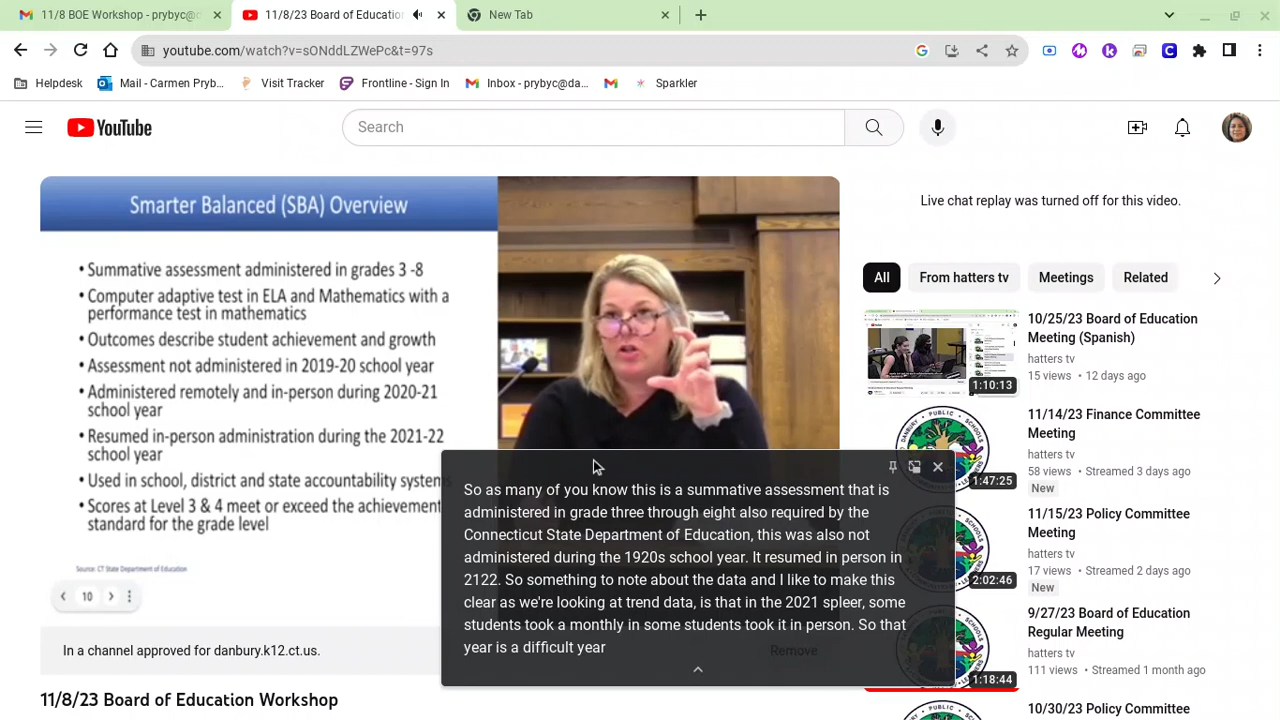 11/8 BOE Workshop - prybyc@
11/8/23 Board of Education
New Tab
youtube.com/watch?v=sONddLZWePc&t=97s
Helpdesk
Mail - Carmen Pryb...
Visit Tracker
Frontline - Sign In
Inbox - prybyc@da...
Sparkler
YouTube
Search
Smarter Balanced (SBA) Overview
• Summative assessment administered in grades 3 -8
• Computer adaptive test in ELA and Mathematics with a
performance test in mathematics
• Outcomes describe student achievement and growth
• Assessment not administered in 2019-20 school year
• Administered remotely and in-person during 2020-21
school year
• Resumed in-person administration during the 2021-22
school year
• Used in school, district and state accountability systems
• Scores at Level 3 & 4 meet or exceed the achievement
standard for the grade level
Source: CT State Department of Education
10
So as many of you know this is a summative assessment that is
administered in grade three through eight also required by the
Connecticut State Department of Education, this was also not
administered during the 1920s school year. It resumed in person in
2122. So something to note about the data and I like to make this
clear as we're looking at trend data, is that in the 2021 spleer, some
students took a monthly in some students took it in person. So that
year is a difficult year
In a channel approved for danbury.k12.ct.us.
Remove
11/8/23 Board of Education Workshop
Live chat replay was turned off for this video.
All
From hatters tv
Meetings
Related
10/25/23 Board of Education
Meeting (Spanish)
hatters tv
15 views • 12 days ago
1:10:13
11/14/23 Finance Committee
Meeting
hatters tv
58 views • Streamed 3 days ago
New
1:47:25
11/15/23 Policy Committee
Meeting
hatters tv
17 views • Streamed 2 days ago
New
2:02:46
9/27/23 Board of Education
Regular Meeting
hatters tv
111 views • Streamed 1 month ago
1:18:44
10/30/23 Policy Committee